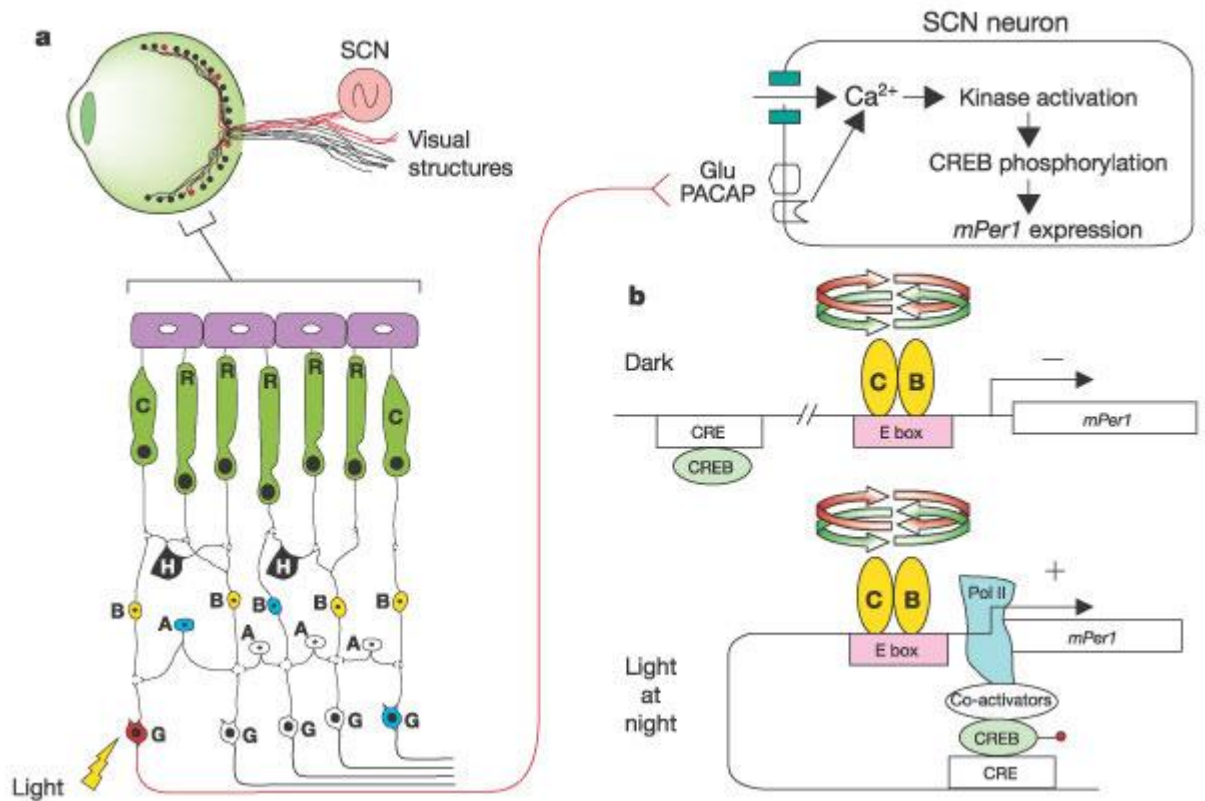 a
SCN
Visual
structures
SCN neuron
Ca²⁺
Kinase activation
CREB phosphorylation
mPer1 expression
Glu
PACAP
C
R
R
R
R
R
C
H
H
B
B
B
B
B
A
A
A
A
G
G
G
G
G
Light
b
Dark
C B
–
CRE
E box
mPer1
CREB
C B
+
Pol II
E box
mPer1
Light
at
night
Co-activators
CREB
CRE